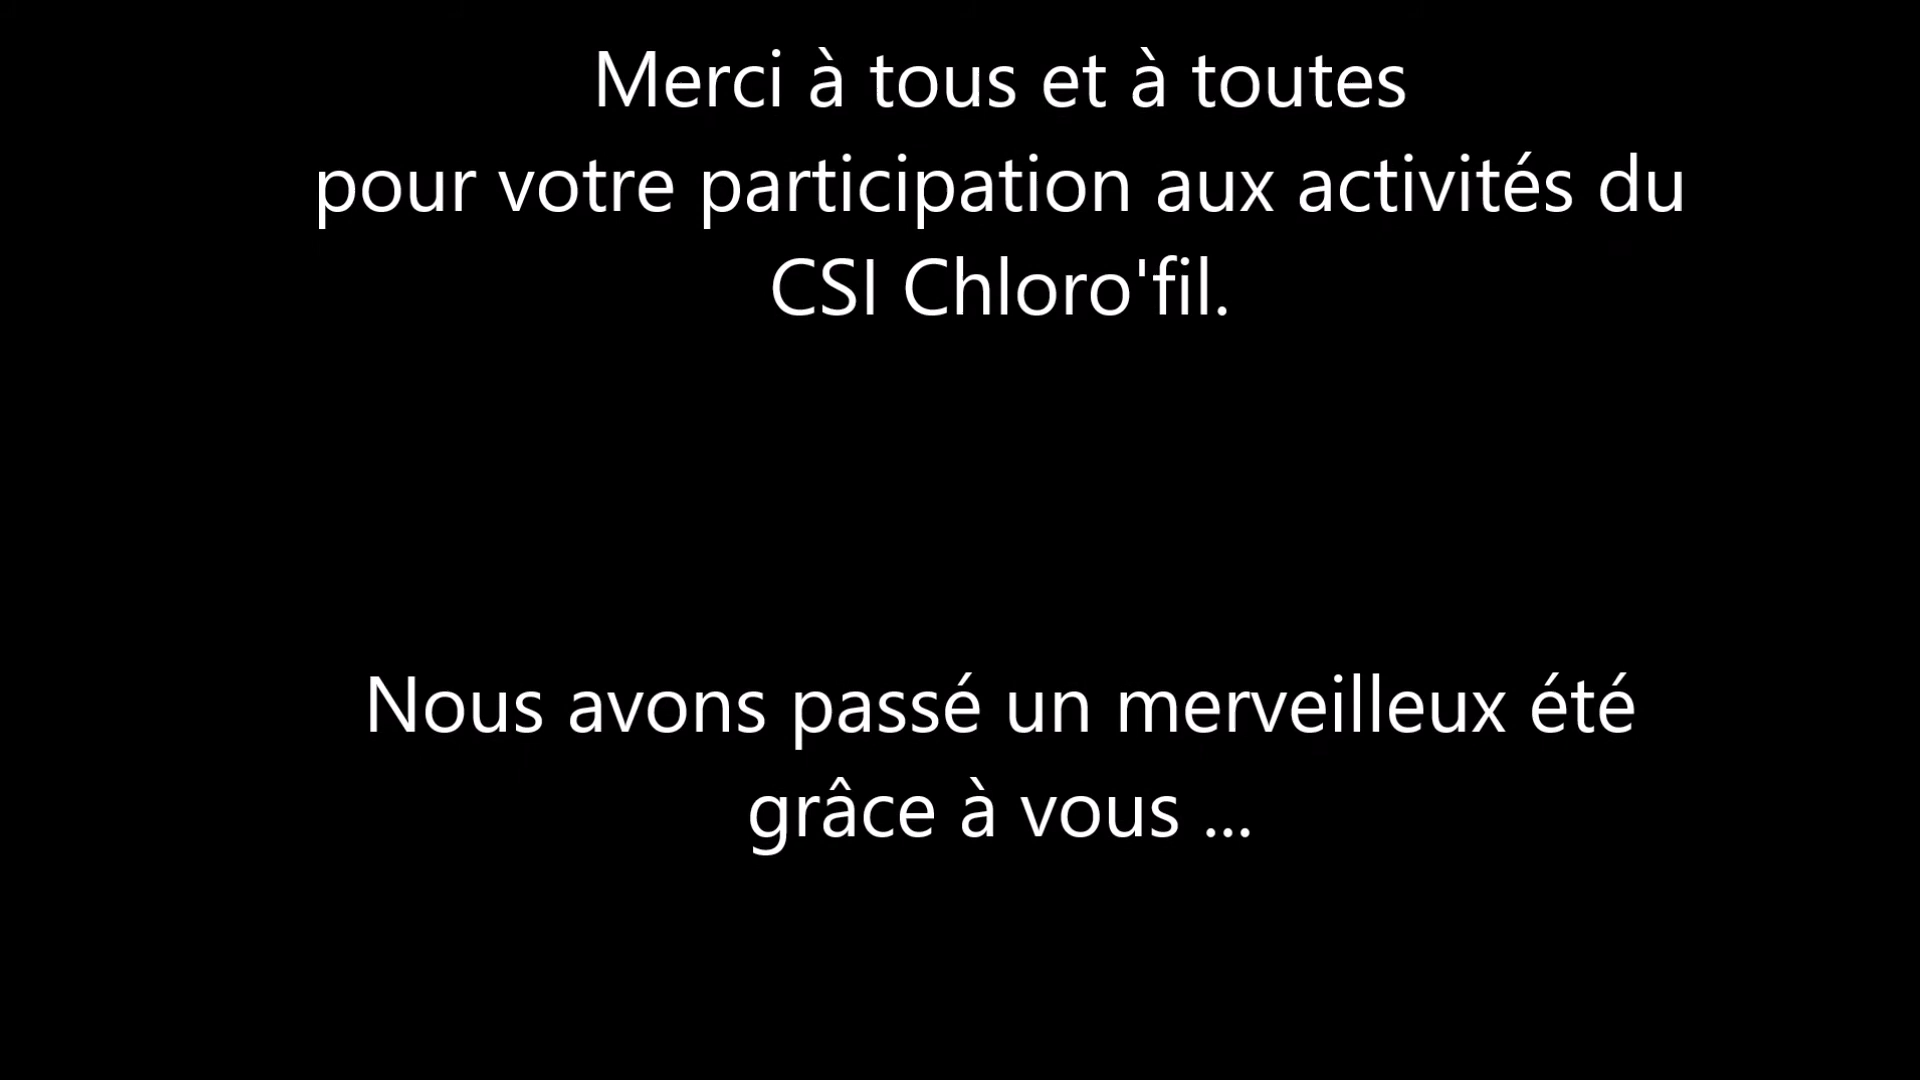 Merci à tous et à toutes
pour votre participation aux activités du
CSI Chloro'fil.
Nous avons passé un merveilleux été
grâce à vous ...